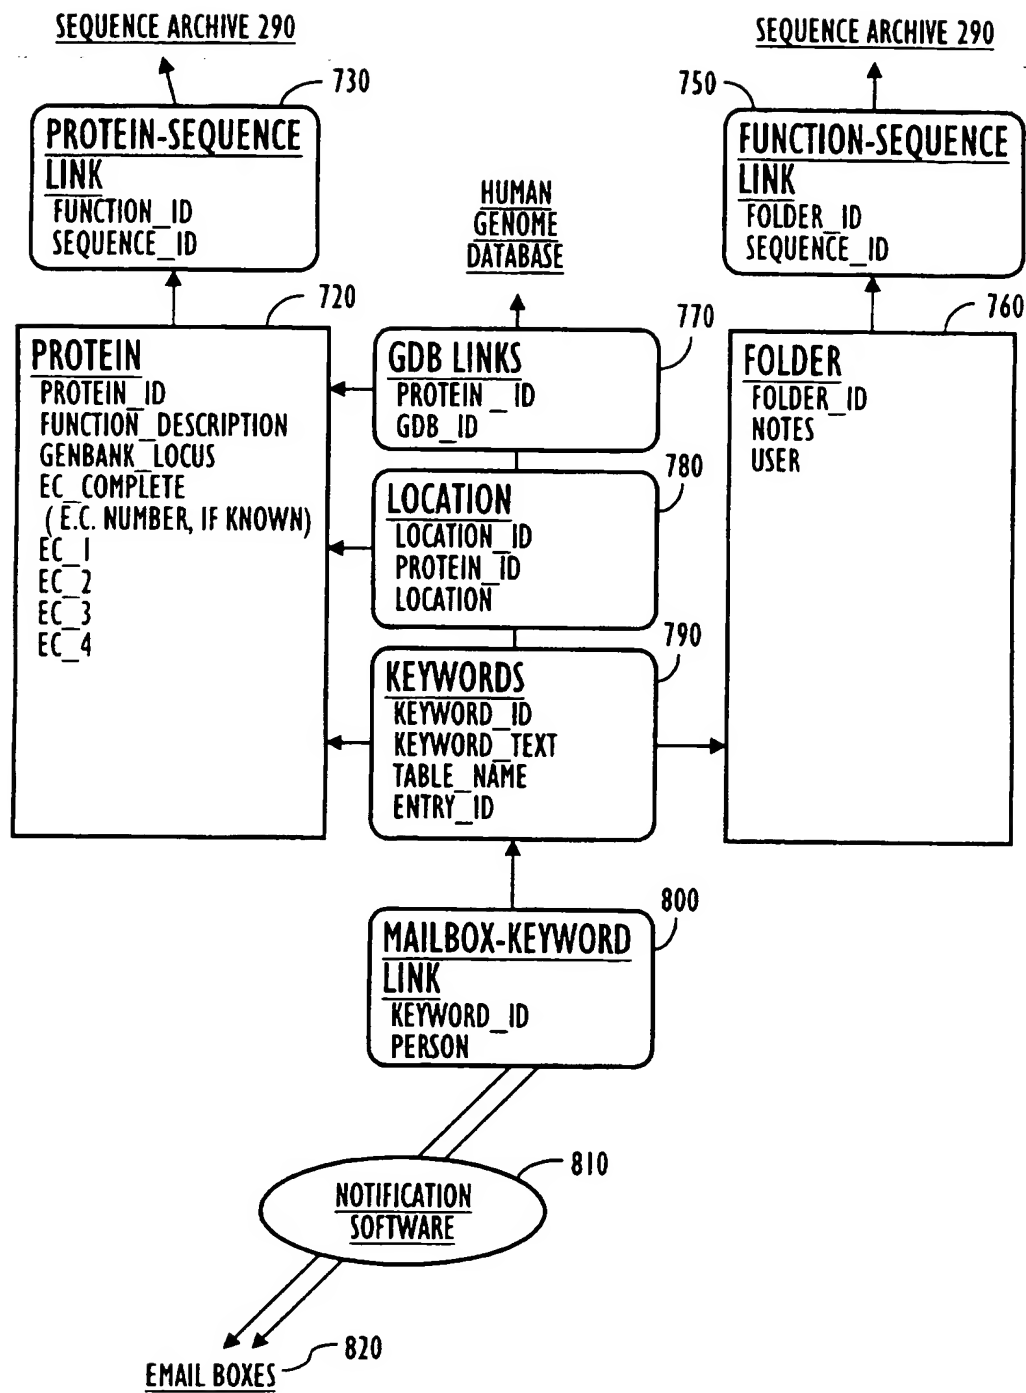 SEQUENCE ARCHIVE 290
730
PROTEIN-SEQUENCE
LINK
FUNCTION_ID
SEQUENCE_ID
SEQUENCE ARCHIVE 290
750
FUNCTION-SEQUENCE
LINK
FOLDER_ID
SEQUENCE_ID
HUMAN
GENOME
DATABASE
720
PROTEIN
PROTEIN_ID
FUNCTION_DESCRIPTION
GENBANK_LOCUS
EC_COMPLETE
(E.C. NUMBER, IF KNOWN)
EC_1
EC_2
EC_3
EC_4
770
GDB LINKS
PROTEIN_ID
GDB_ID
780
LOCATION
LOCATION_ID
PROTEIN_ID
LOCATION
790
KEYWORDS
KEYWORD_ID
KEYWORD_TEXT
TABLE_NAME
ENTRY_ID
760
FOLDER
FOLDER_ID
NOTES
USER
800
MAILBOX-KEYWORD
LINK
KEYWORD_ID
PERSON
810
NOTIFICATION
SOFTWARE
820
EMAIL BOXES